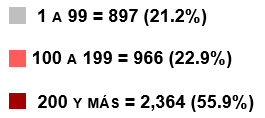 1 A 99 = 897 (21.2%)
100 A 199 = 966 (22.9%)
200 Y MÁS = 2,364 (55.9%)